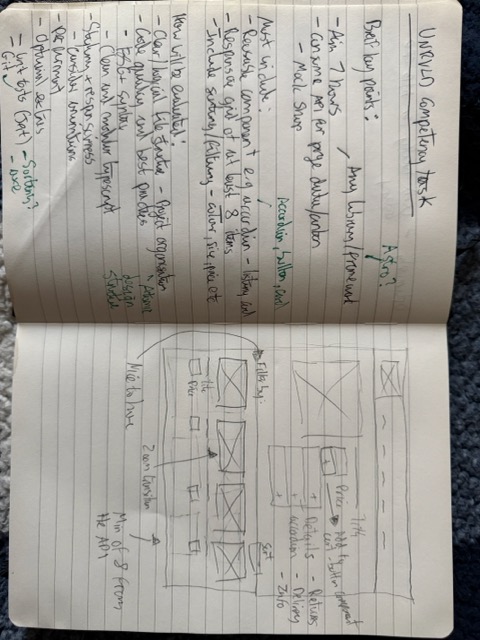 UNRVLD Competency task
Astro?
Brief key points:
Any library/framework
- Aim 7 hours
- Consume API for page data/content
- Mock Shop
Accordion, button, card
Must include:
- Reusable component e.g accordion - listing card
- Responsive grid of at least 8 items
- Include sorting/filtering - colour, size, price etc
How will be evaluated:
- Clear/logical file structure - Project organisation
- Code quality and best practices
Atomic
design
structure
- ES6+ syntax
- Clean and modular typescript
- Styling + responsiveness
- Consider animations
- Performant
- Optional extras
- Unit tests (Jest)
- Sorting?
- Git
Title
Price
Add to
cart - button component
Details
accordion
- Returns
- Delivery
- Info
Filter by:
Sort
Title
Price
Zoom transition
Nice to have
Min of 8 from
the API